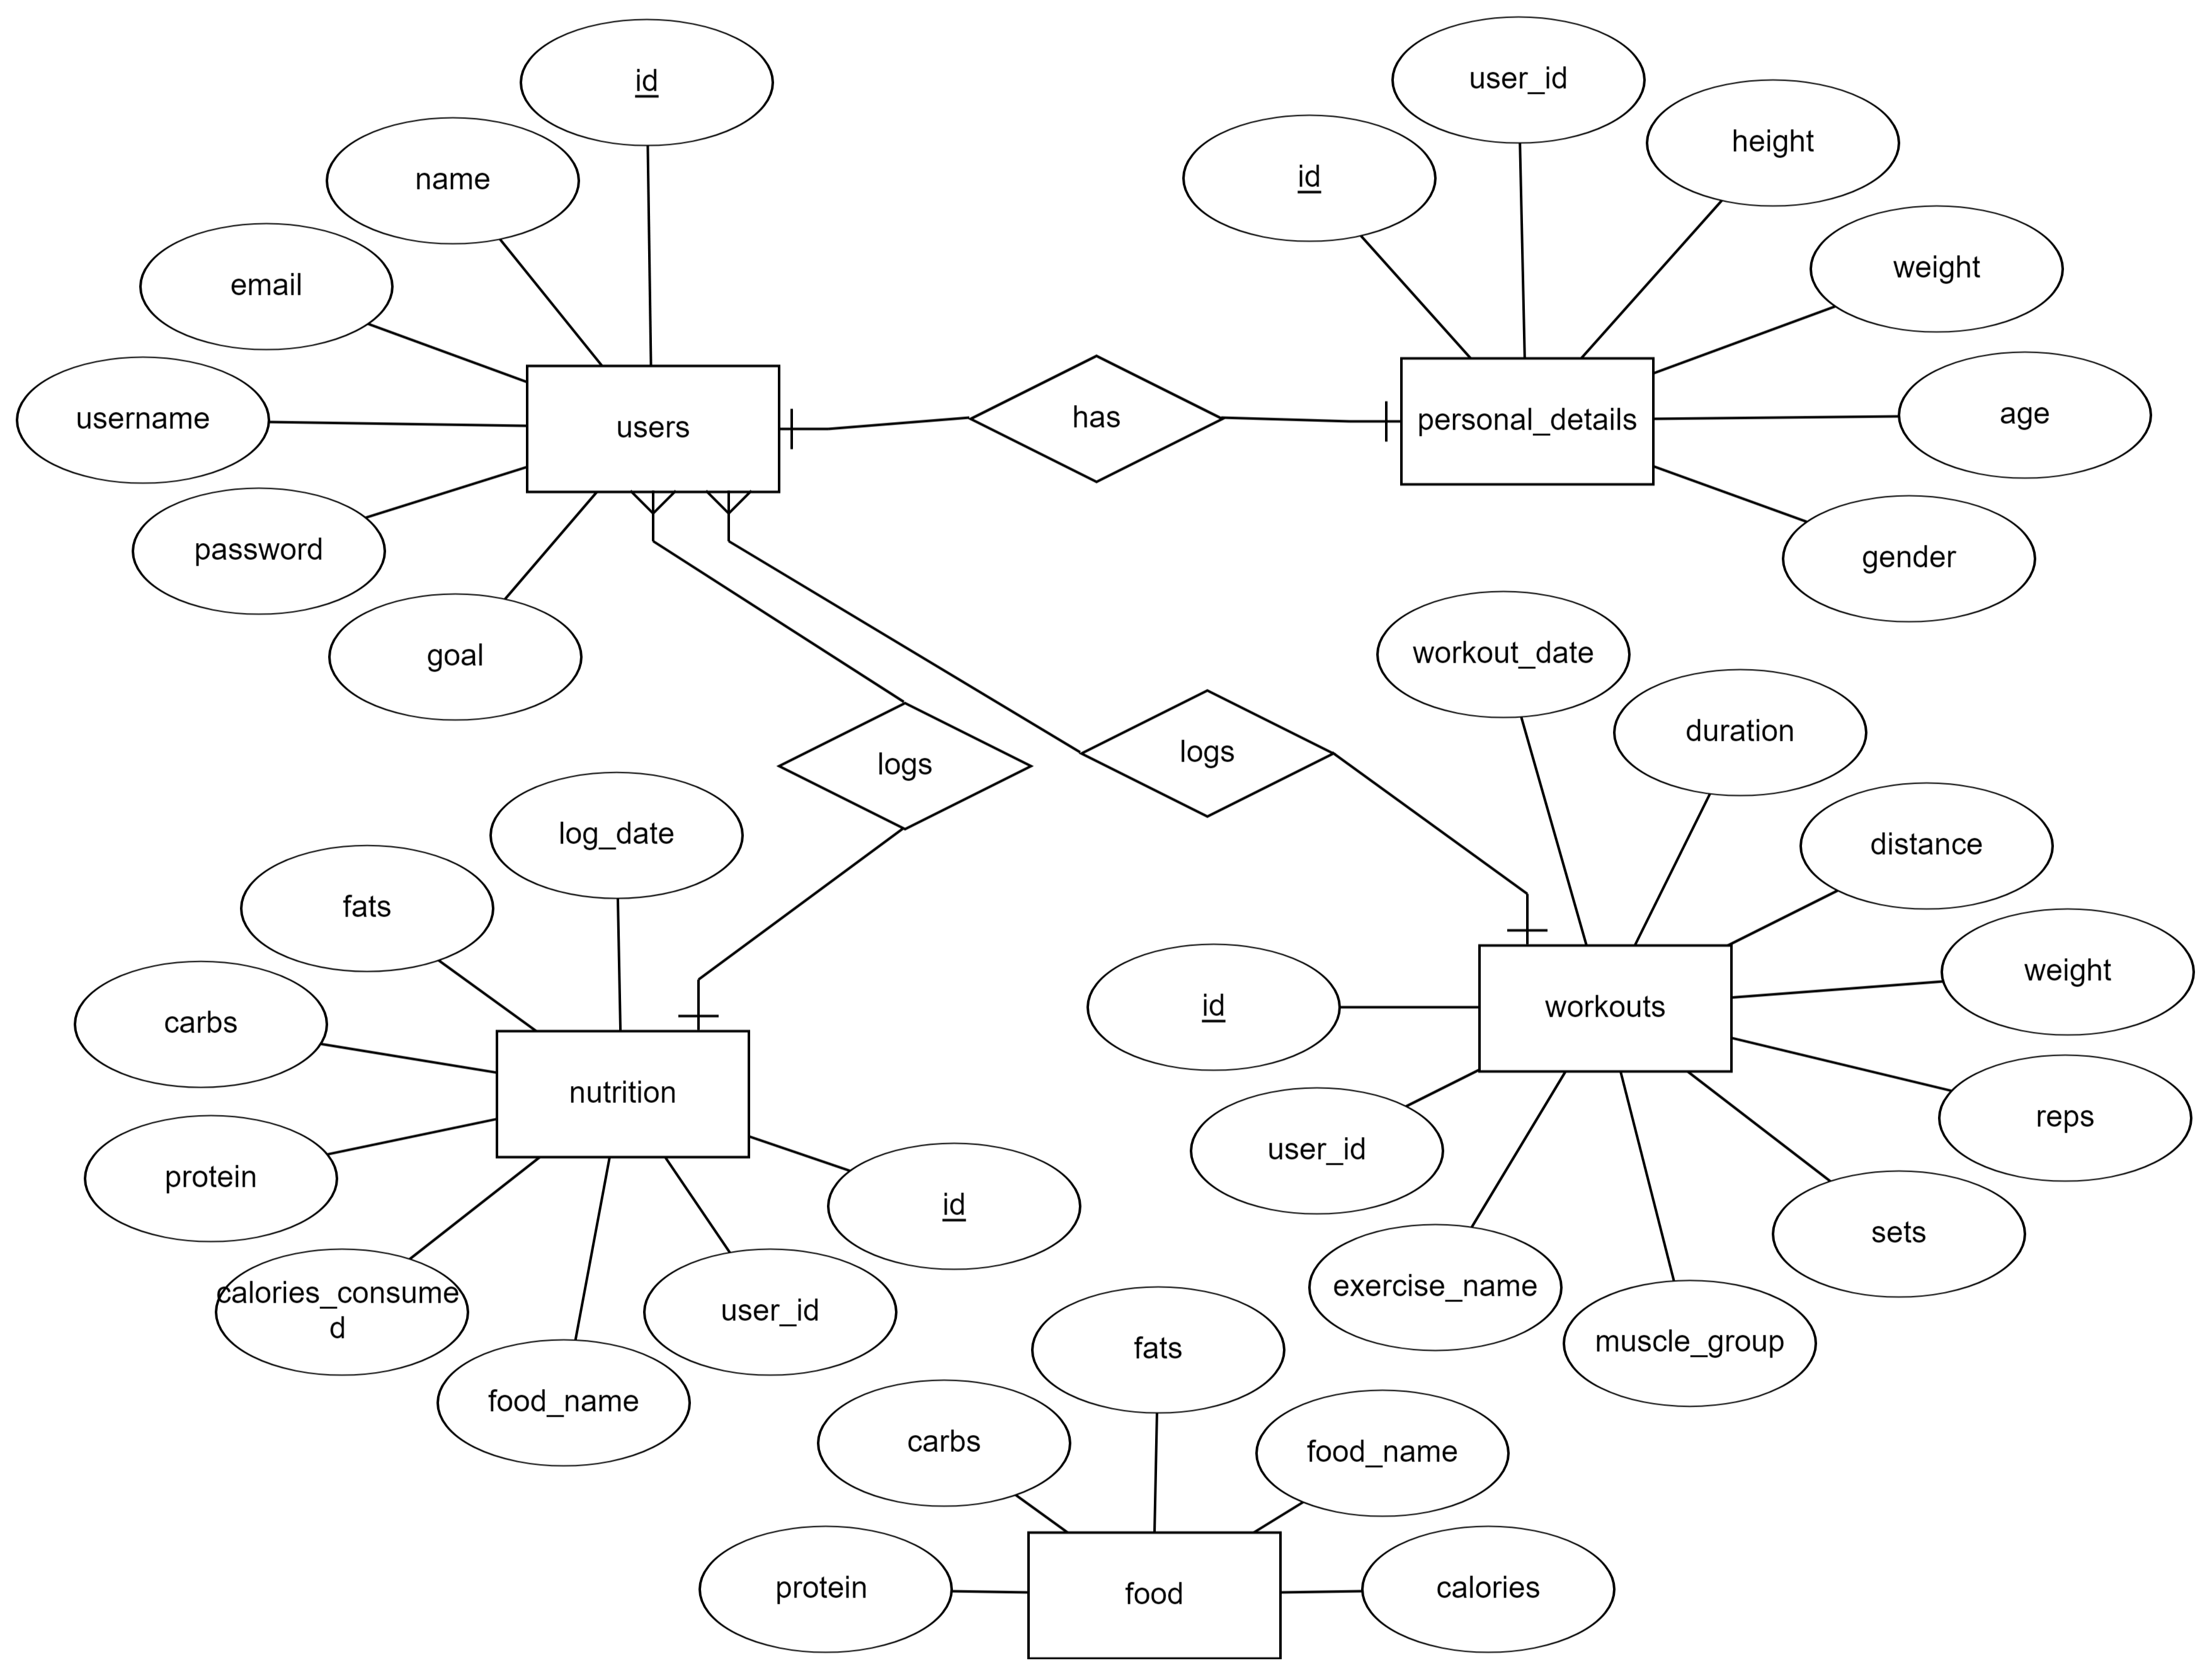 id
name
email
username
password
goal
users
has
user_id
id
height
weight
age
gender
personal_details
logs
logs
workout_date
duration
distance
weight
reps
sets
muscle_group
exercise_name
user_id
id
workouts
log_date
fats
carbs
protein
calories_consume
d
food_name
user_id
id
nutrition
fats
carbs
food_name
protein
calories
food